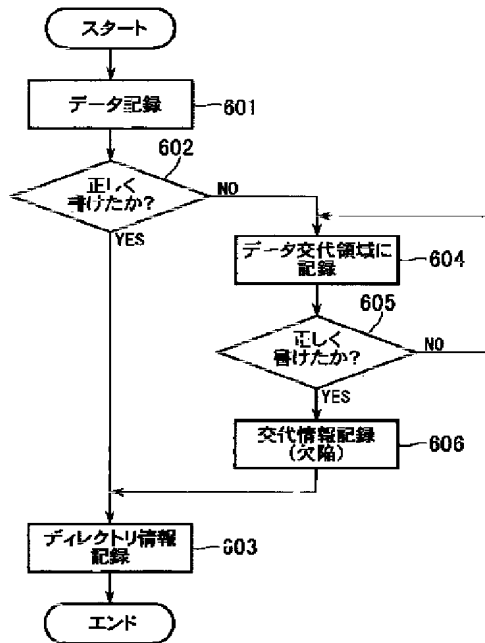 スタート
データ記録
601
602
正しく
書けたか?
NO
YES
データ交代領域に
記録
604
605
正しく
書けたか?
NO
YES
交代情報記録
(欠陥)
606
ディレクトリ情報
記録
603
エンド